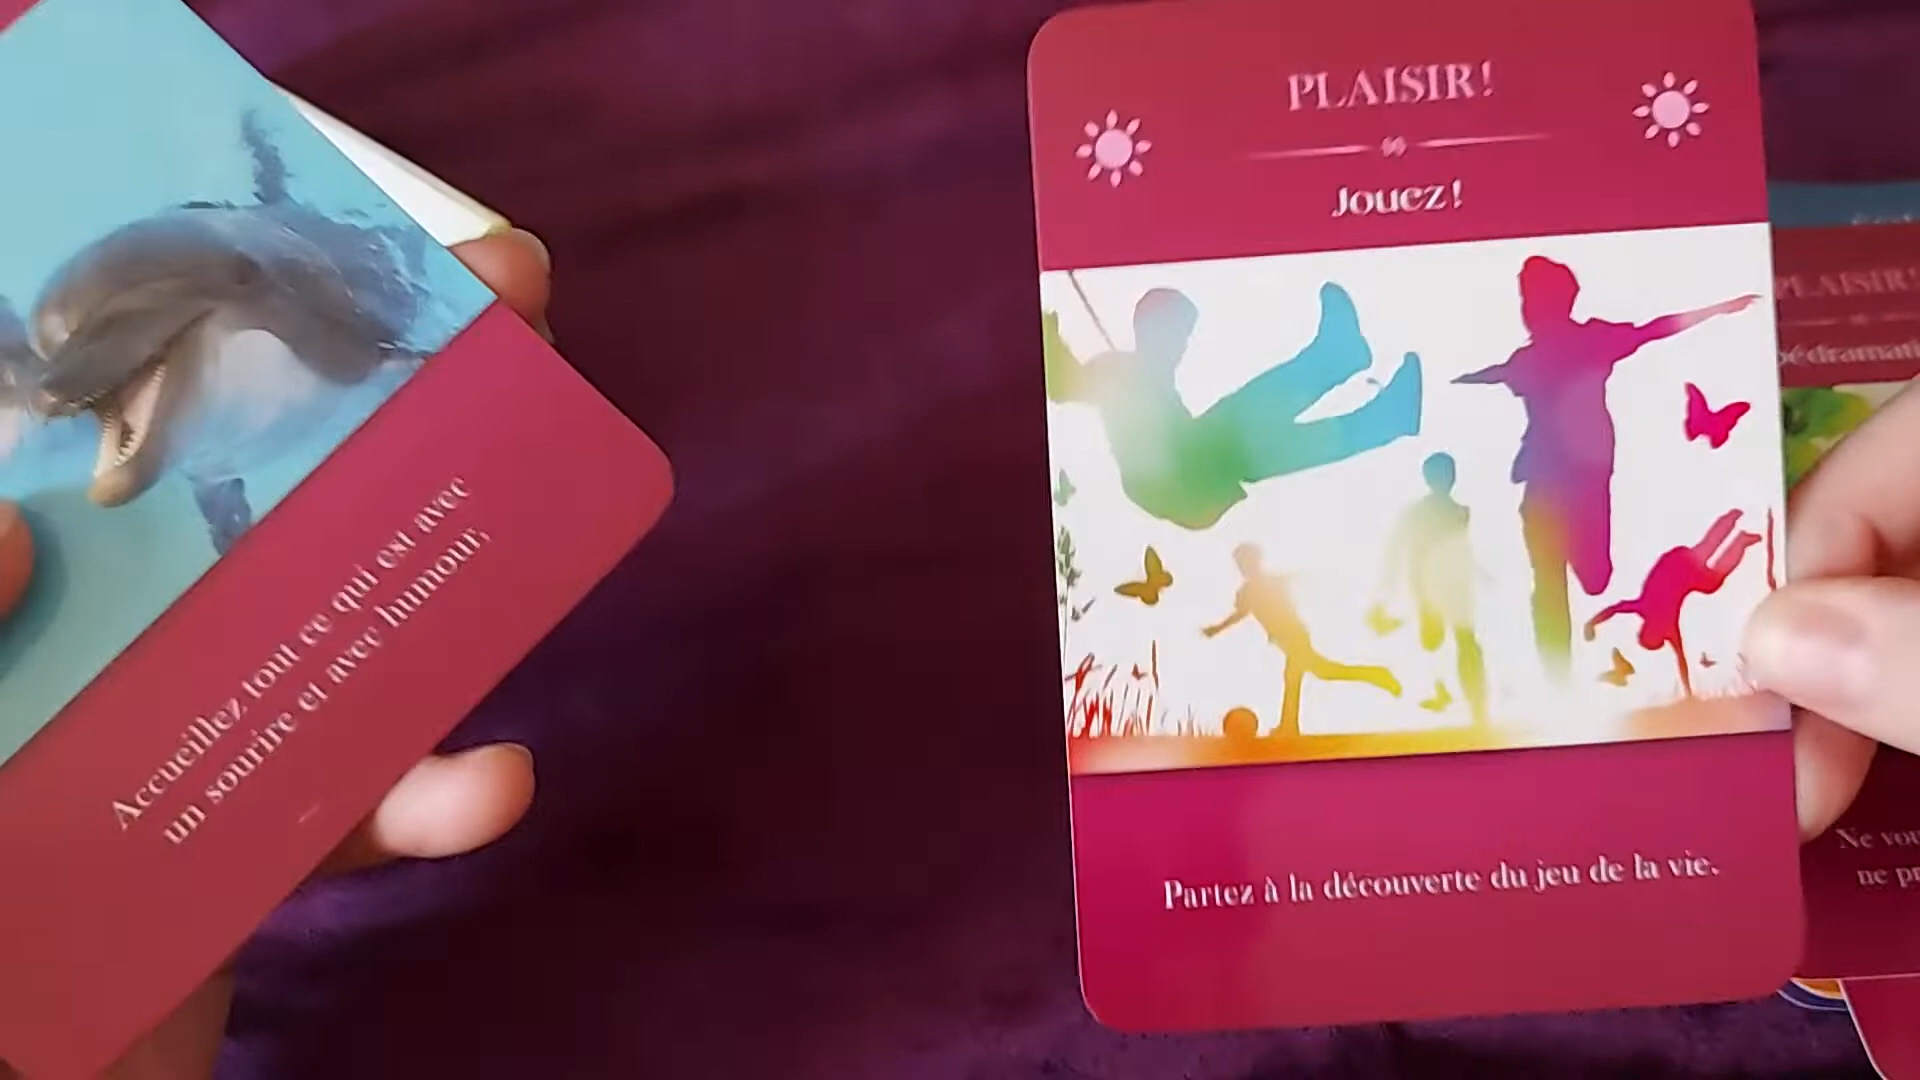 Accueillez tout ce qui est avec
un sourire et avec humour,
PLAISIR!
Jouez!
Partez à la découverte du jeu de la vie.
PLAISIR!
Ne vou
ne pr